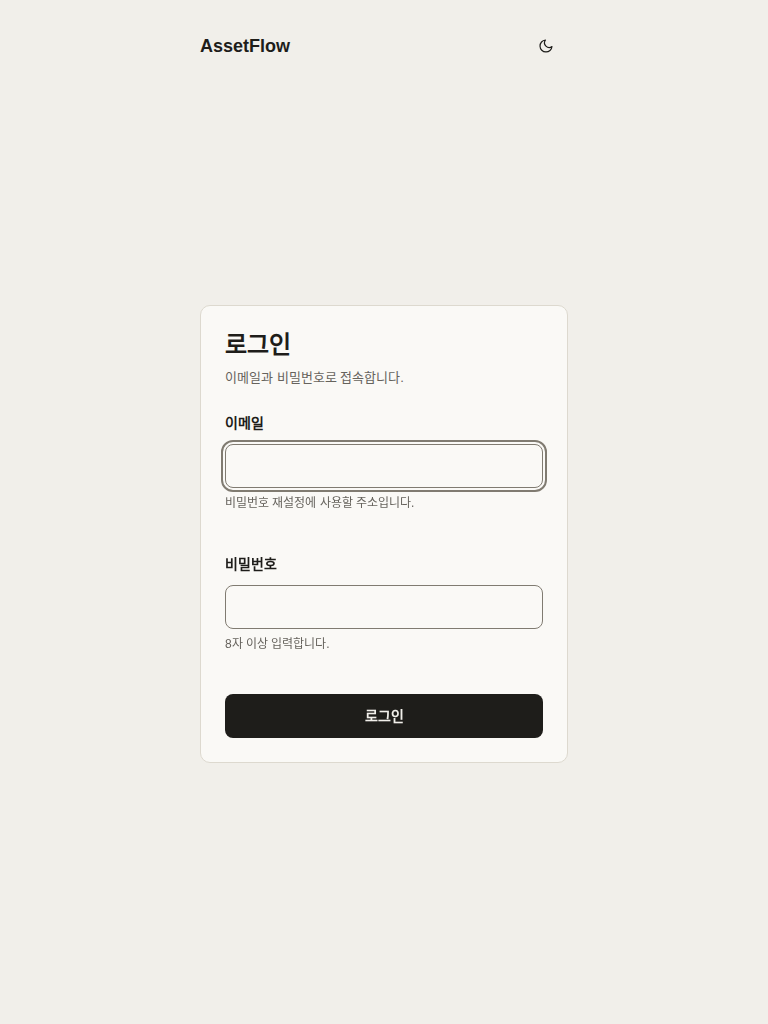 AssetFlow
로그인
이메일과 비밀번호로 접속합니다.
이메일
비밀번호 재설정에 사용할 주소입니다.
비밀번호
8자 이상 입력합니다.
로그인